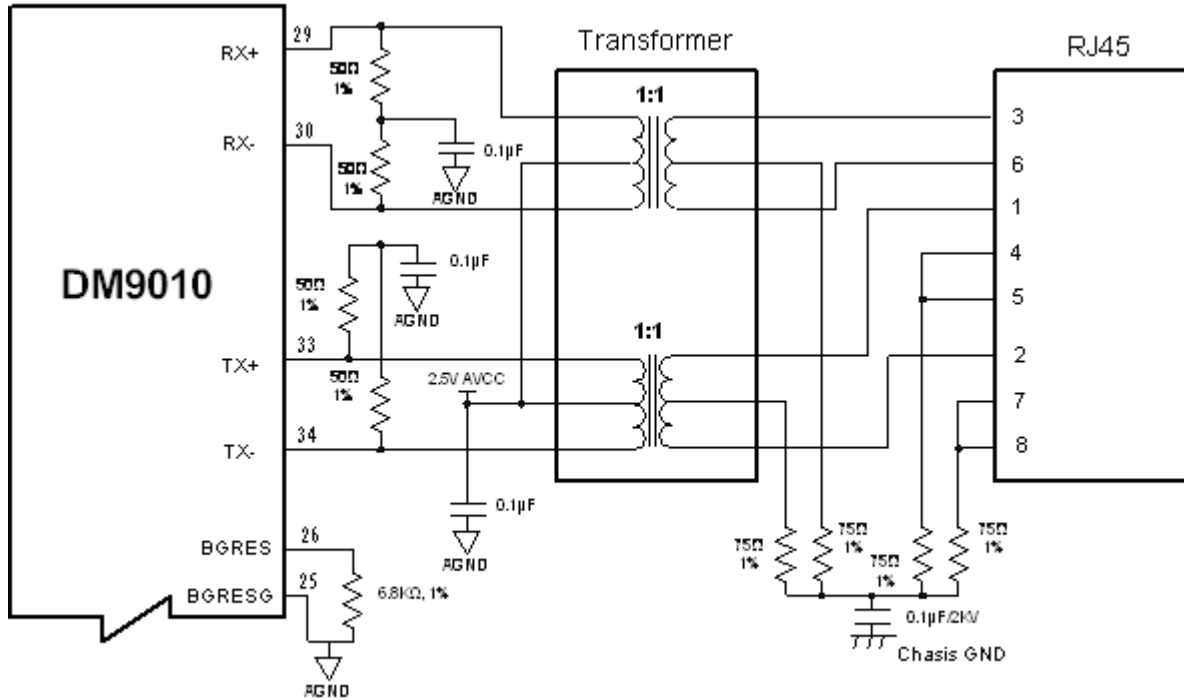 Transformer
RJ45
29
RX+
50Ω
1%
1:1
3
30
RX-
0.1µF
6
50Ω
1%
AGND
1
4
DM9010
0.1µF
50Ω
1%
AGND
5
1:1
33
TX+
2
50Ω
1%
2.5V AVCC
7
34
TX-
8
0.1µF
AGND
75Ω
1%
75Ω
1%
75Ω
1%
75Ω
1%
26
BGRES
25
BGRESG
6.8KΩ, 1%
0.1µF/2KV
Chasis GND
AGND